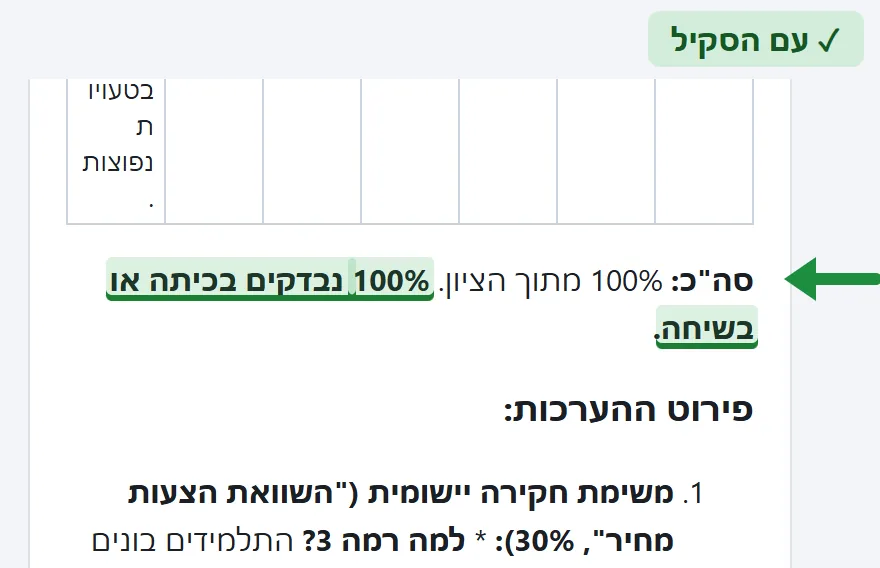 ✓ עם הסקיל
בטעויו
ת
נפוצות
.
סה"כ: 100% מתוך הציון. 100% נבדקים בכיתה או
בשיחה.
פירוט ההערכות:
1. משימת חקירה יישומית ("השוואת הצעות
מחיר", 30%): * למה רמה 3? התלמידים בונים